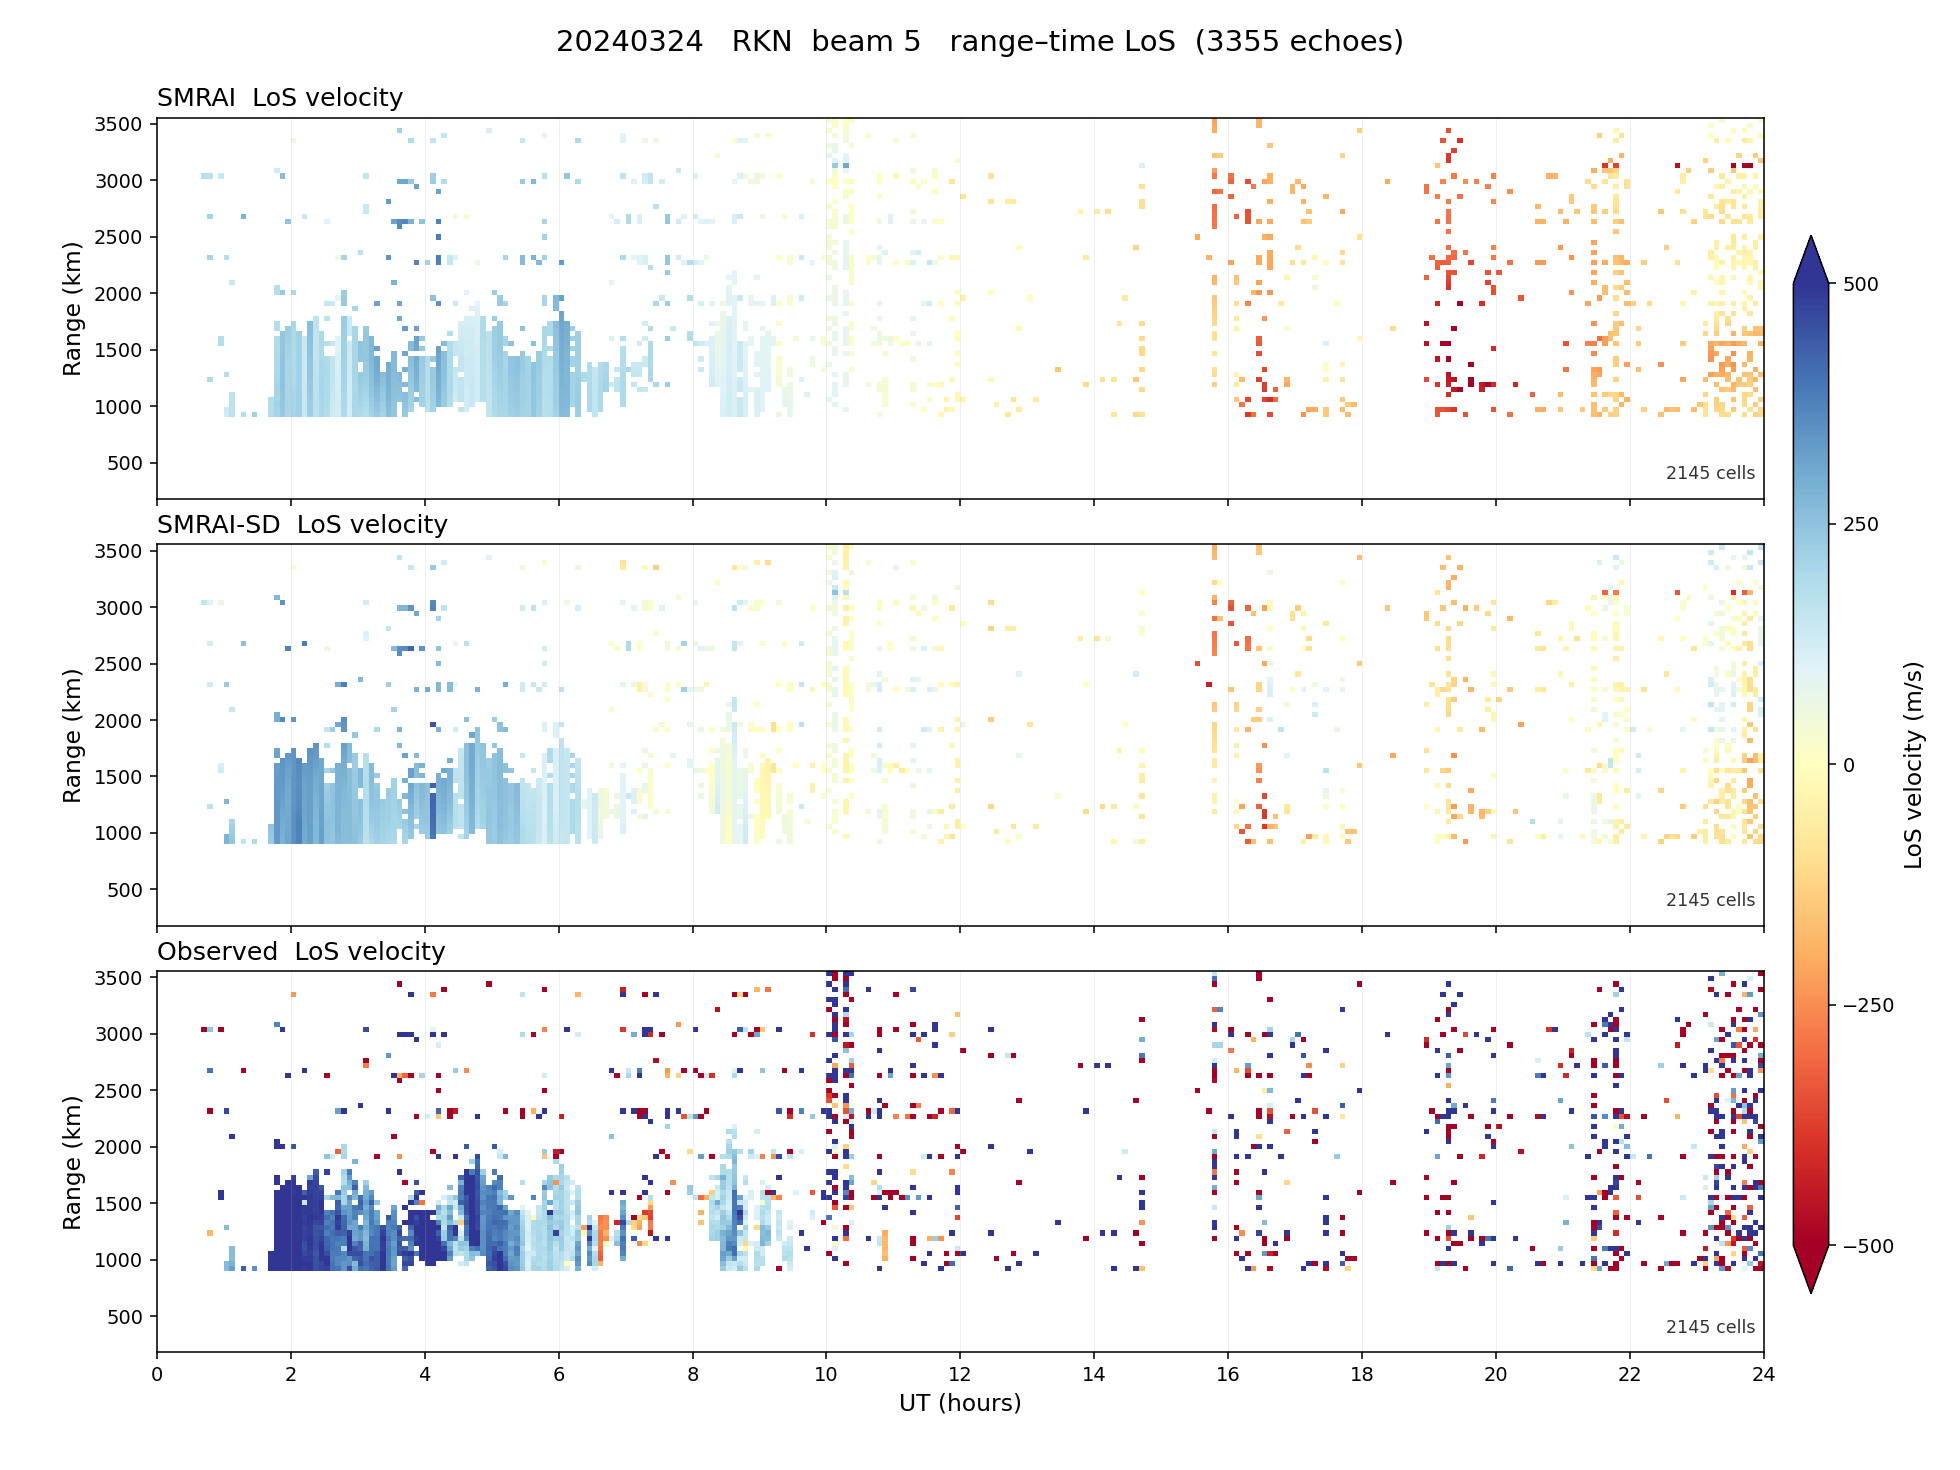 20240324   RKN  beam 5   range–time LoS  (3355 echoes)
SMRAI  LoS velocity
3500
3000
2500
2000
1500
1000
500
Range (km)
2145 cells
SMRAI-SD  LoS velocity
3500
3000
2500
2000
1500
1000
500
Range (km)
2145 cells
Observed  LoS velocity
3500
3000
2500
2000
1500
1000
500
Range (km)
2145 cells
0 2 4 6 8 10 12 14 16 18 20 22 24
UT (hours)
500
250
0
−250
−500
LoS velocity (m/s)